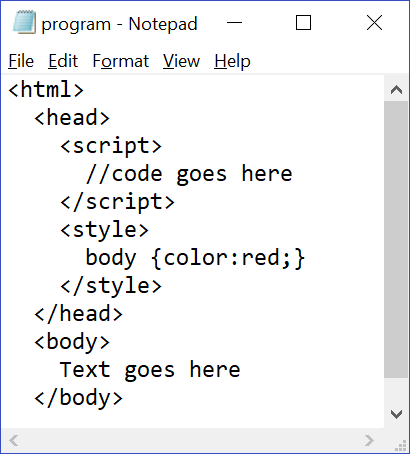 program - Notepad
File Edit Format View Help
<html>
  <head>
    <script>
      //code goes here
    </script>
    <style>
      body {color:red;}
    </style>
  </head>
  <body>
    Text goes here
  </body>